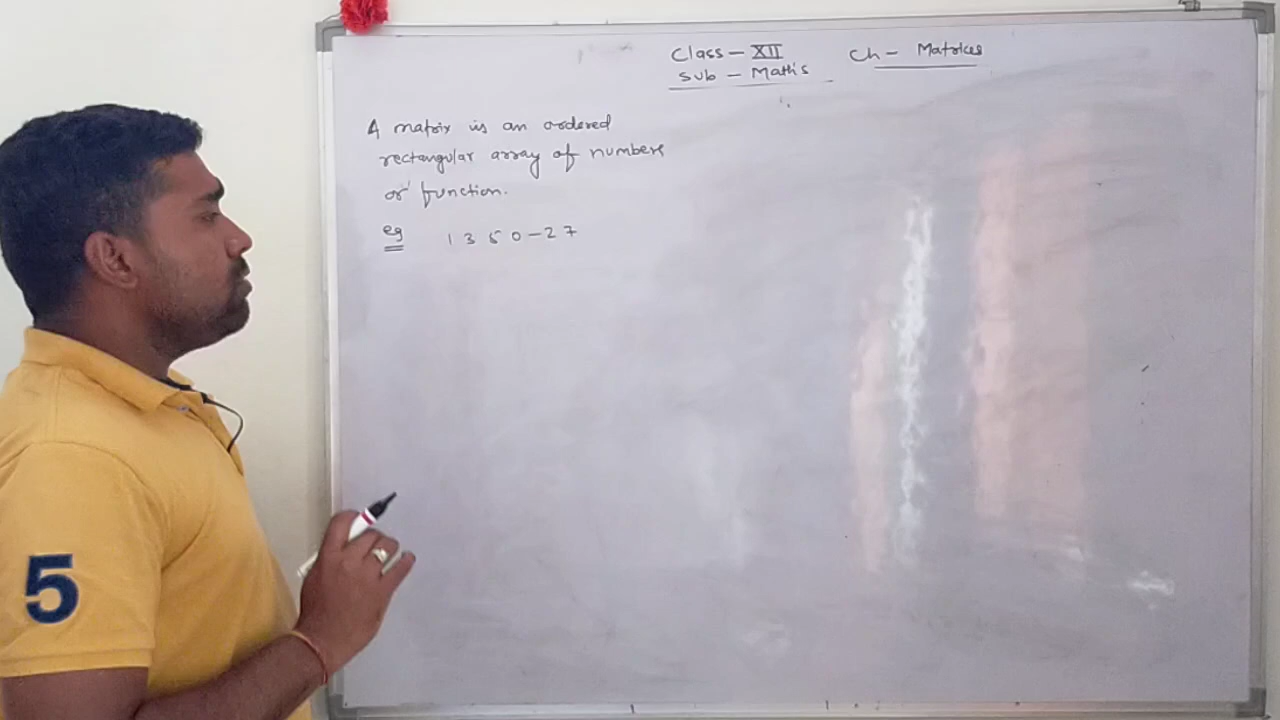 Class - XII Ch - Matrices
Sub - Maths
A matrix is an ordered
rectangular array of numbers
or function.
eg 1 3 5 0 -2 7
5